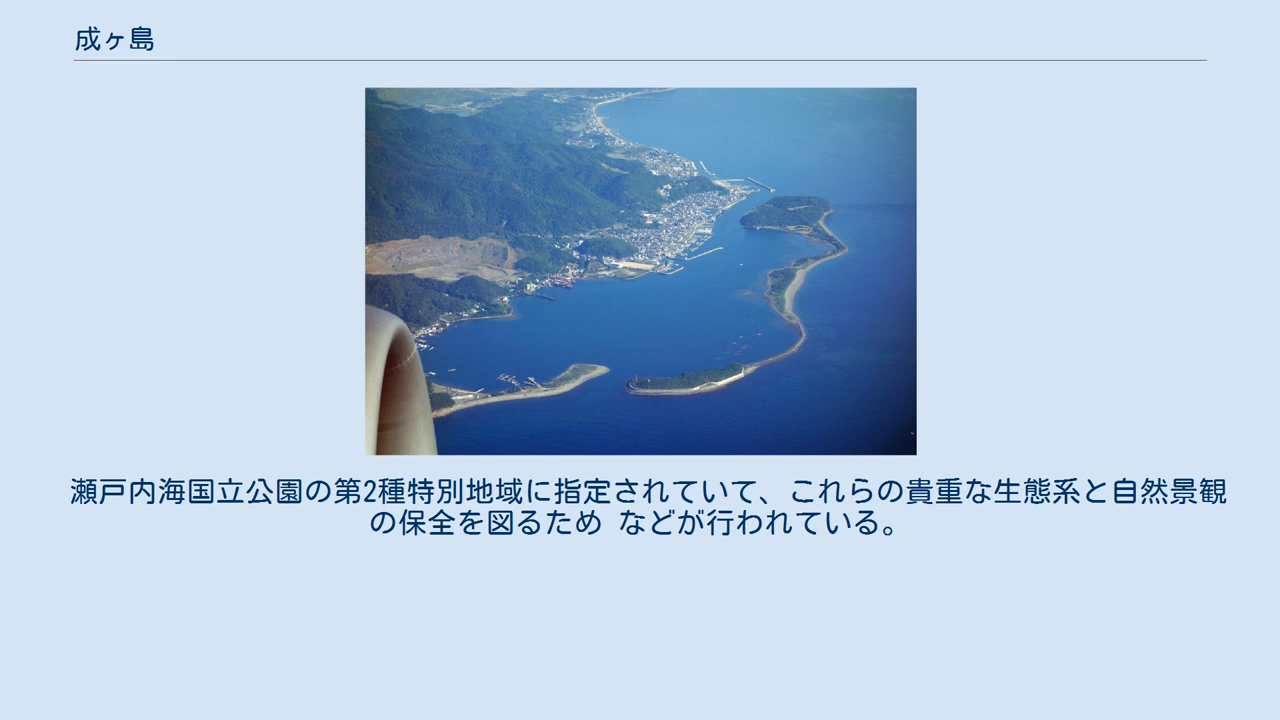 成ヶ島
瀬戸内海国立公園の第2種特別地域に指定されていて、これらの貴重な生態系と自然景観
の保全を図るため などが行われている。